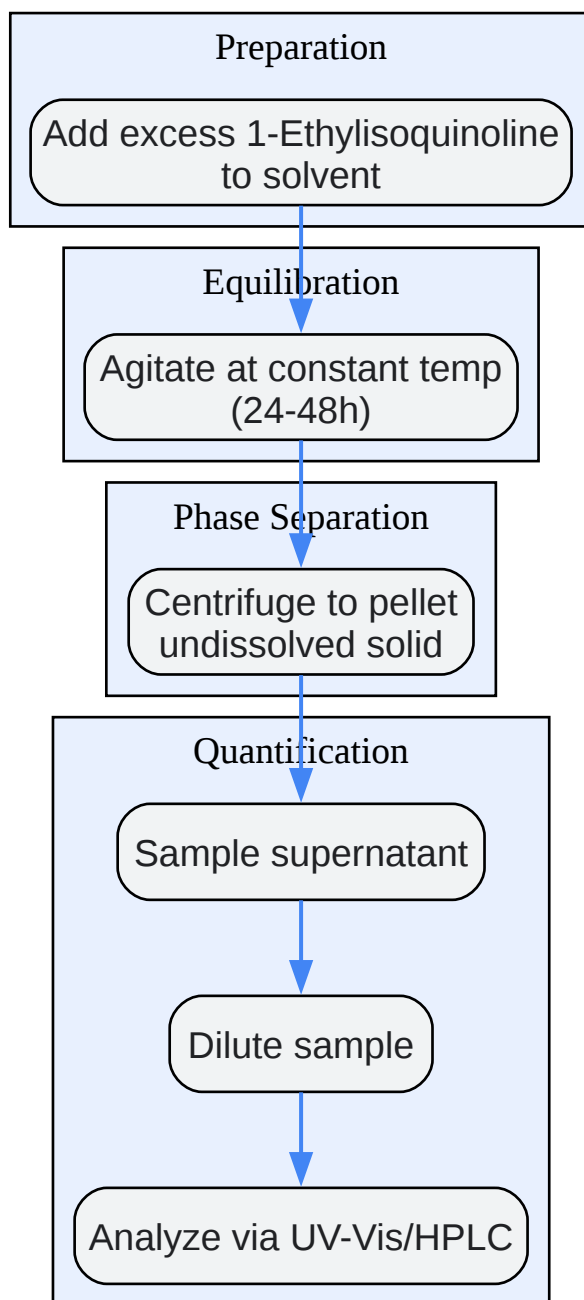 Preparation
Add excess 1-Ethylisoquinoline
to solvent
Equilibration
Agitate at constant temp
(24-48h)
Phase Separation
Centrifuge to pellet
undissolved solid
Quantification
Sample supernatant
Dilute sample
Analyze via UV-Vis/HPLC